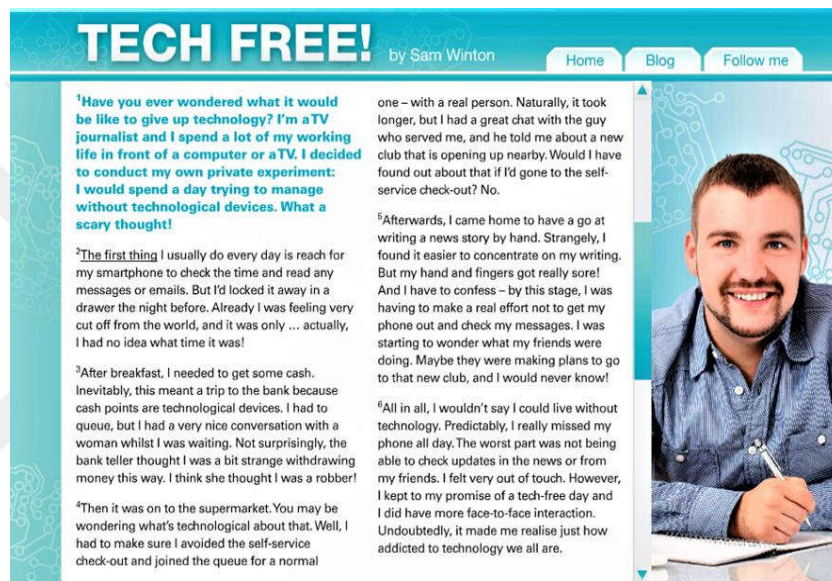 TECH FREE! by Sam Winton
Home
Blog
Follow me
¹Have you ever wondered what it would
be like to give up technology? I'm a TV
journalist and I spend a lot of my working
life in front of a computer or a TV. I decided
to conduct my own private experiment:
I would spend a day trying to manage
without technological devices. What a
scary thought!
²The first thing I usually do every day is reach for
my smartphone to check the time and read any
messages or emails. But I'd locked it away in a
drawer the night before. Already I was feeling very
cut off from the world, and it was only ... actually,
I had no idea what time it was!
³After breakfast, I needed to get some cash.
Inevitably, this meant a trip to the bank because
cash points are technological devices. I had to
queue, but I had a very nice conversation with a
woman whilst I was waiting. Not surprisingly, the
bank teller thought I was a bit strange withdrawing
money this way. I think she thought I was a robber!
⁴Then it was on to the supermarket. You may be
wondering what's technological about that. Well, I
had to make sure I avoided the self-service
check-out and joined the queue for a normal
one – with a real person. Naturally, it took
longer, but I had a great chat with the guy
who served me, and he told me about a new
club that is opening up nearby. Would I have
found out about that if I'd gone to the self-
service check-out? No.
⁵Afterwards, I came home to have a go at
writing a news story by hand. Strangely, I
found it easier to concentrate on my writing.
But my hand and fingers got really sore!
And I have to confess – by this stage, I was
having to make a real effort not to get my
phone out and check my messages. I was
starting to wonder what my friends were
doing. Maybe they were making plans to go
to that new club, and I would never know!
⁶All in all, I wouldn't say I could live without
technology. Predictably, I really missed my
phone all day. The worst part was not being
able to check updates in the news or from
my friends. I felt very out of touch. However,
I kept to my promise of a tech-free day and
I did have more face-to-face interaction.
Undoubtedly, it made me realise just how
addicted to technology we all are.